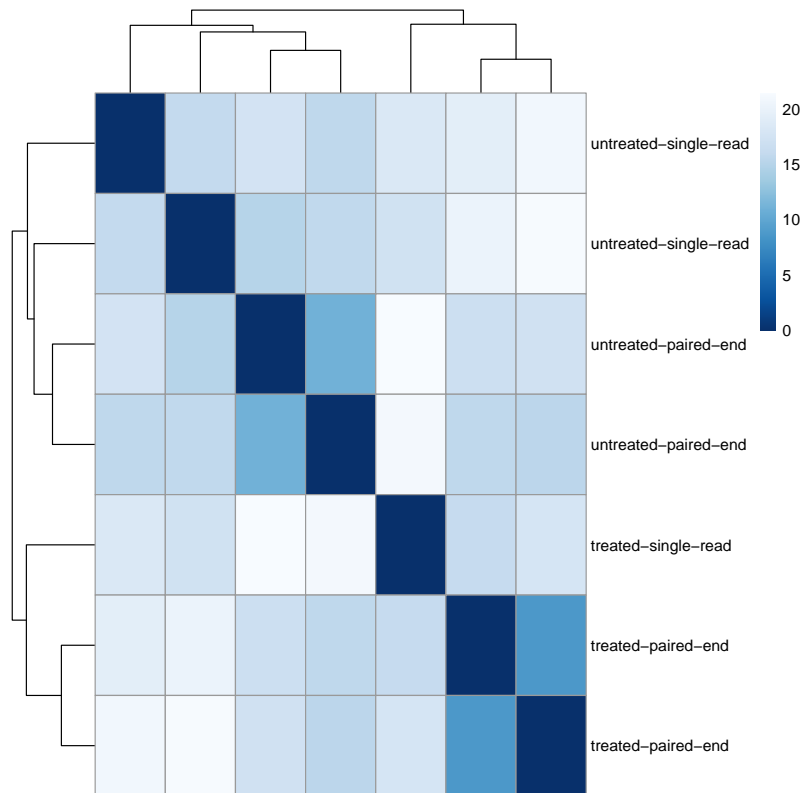 untreated−single−read
untreated−single−read
untreated−paired−end
untreated−paired−end
treated−single−read
treated−paired−end
treated−paired−end
20
15
10
5
0